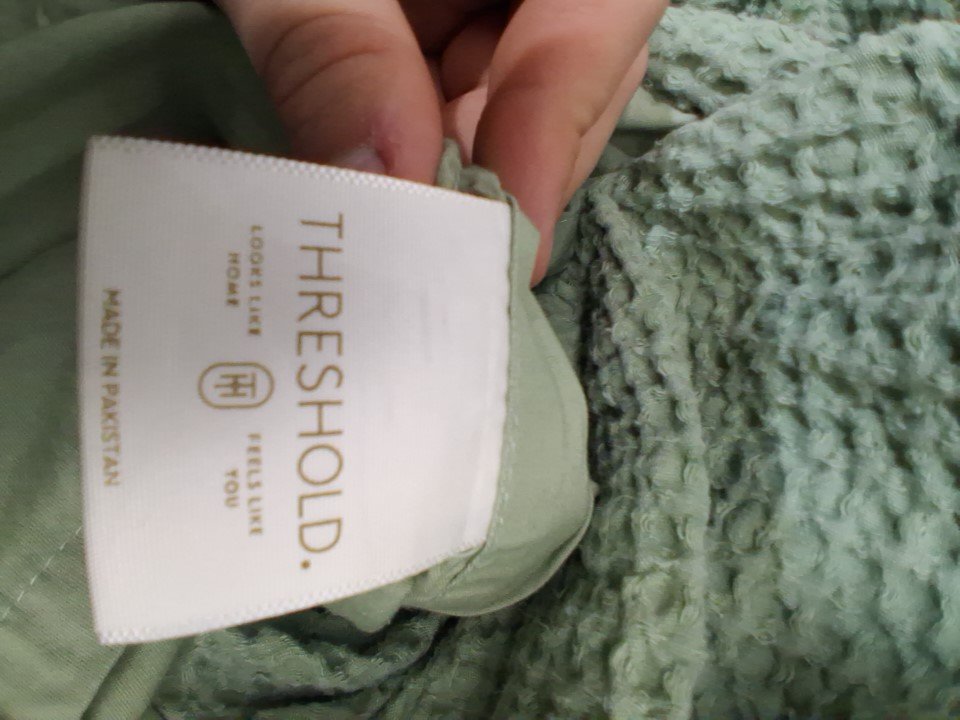 THRESHOLD.
LOOKS LIKE
HOME
TH
FEELS LIKE
YOU
MADE IN PAKISTAN